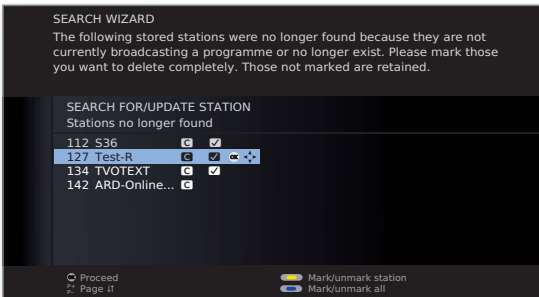 SEARCH WIZARD
The following stored stations were no longer found because they are not
currently broadcasting a programme or no longer exist. Please mark those
you want to delete completely. Those not marked are retained.
SEARCH FOR/UPDATE STATION
Stations no longer found
112 S36 C
127 Test-R C OK
134 TVOTEXT C
142 ARD-Online... C
OK Proceed
Mark/unmark station
P+ P- Page
Mark/unmark all